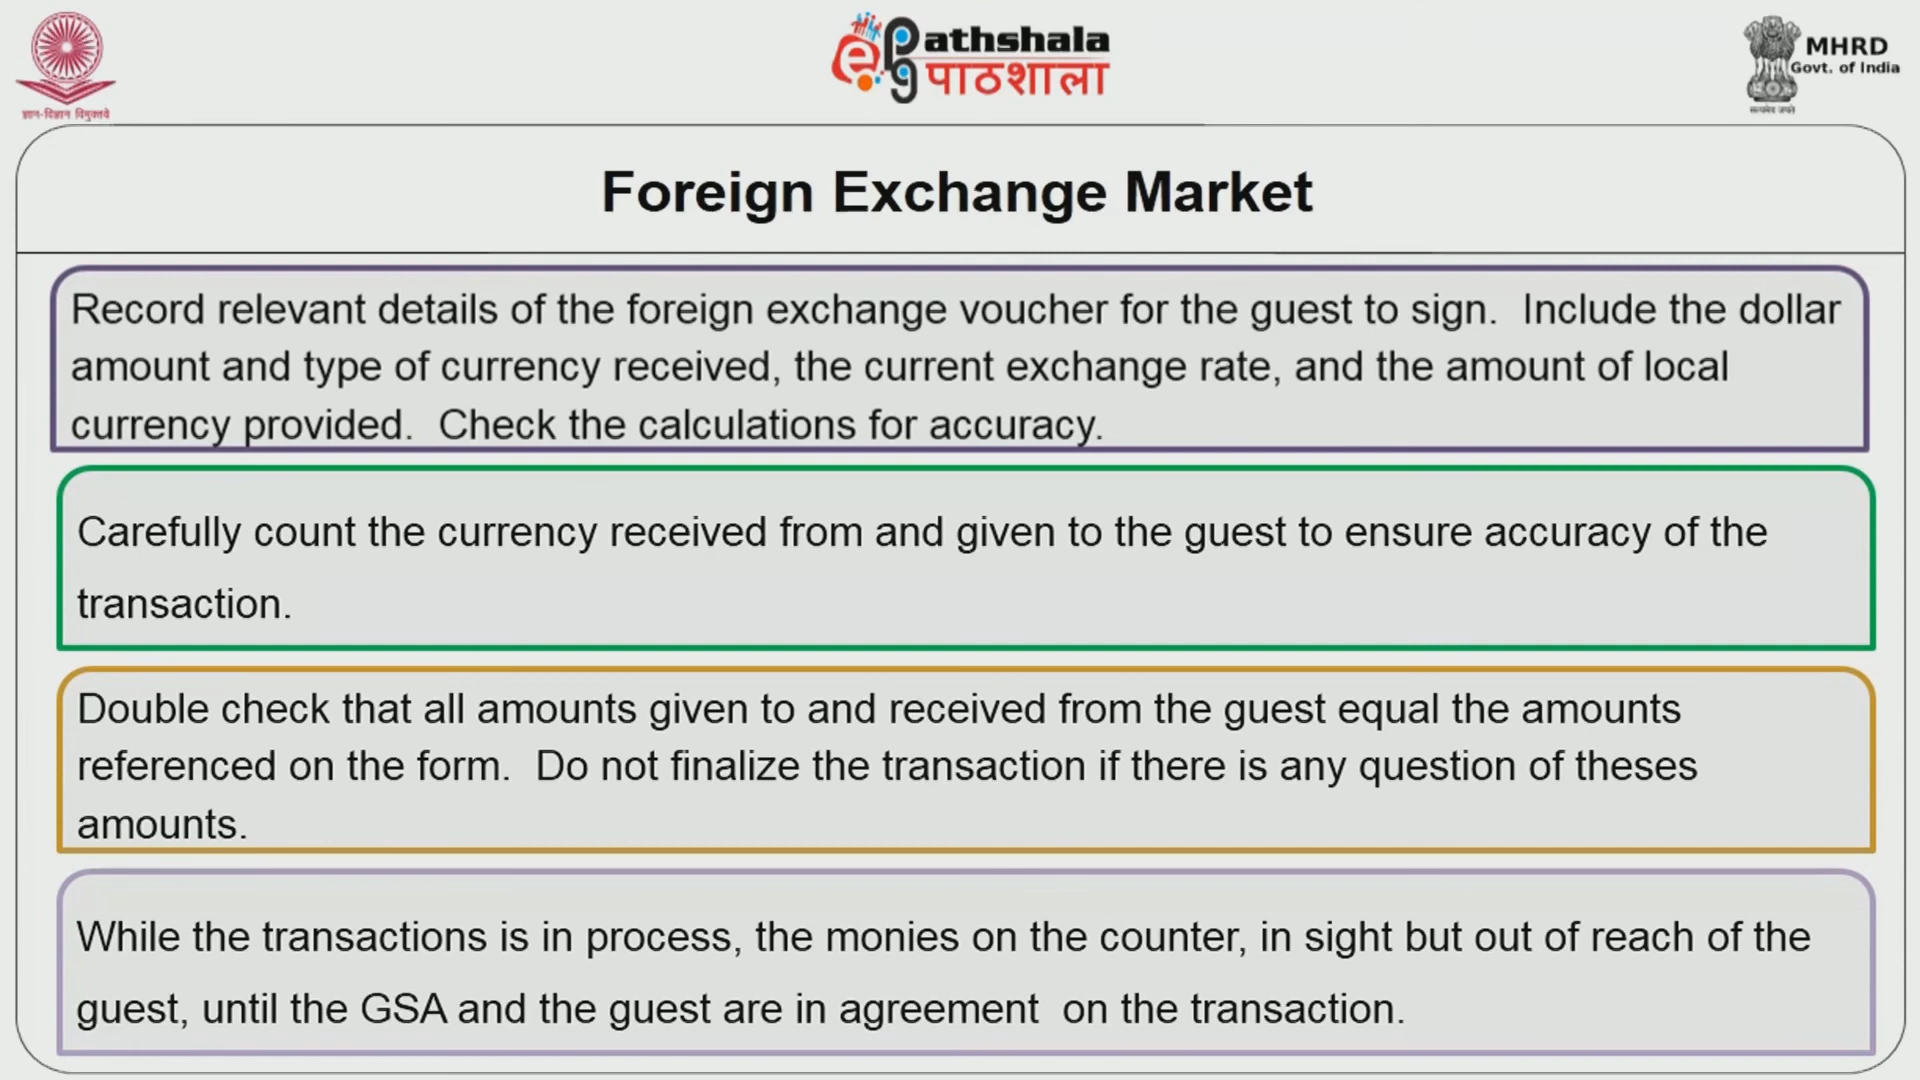 ज्ञान-विज्ञान विमुक्तये
e pg Pathshala
पाठशाला
MHRD
Govt. of India
सत्यमेव जयते
Foreign Exchange Market
Record relevant details of the foreign exchange voucher for the guest to sign. Include the dollar
amount and type of currency received, the current exchange rate, and the amount of local
currency provided. Check the calculations for accuracy.
Carefully count the currency received from and given to the guest to ensure accuracy of the
transaction.
Double check that all amounts given to and received from the guest equal the amounts
referenced on the form. Do not finalize the transaction if there is any question of theses
amounts.
While the transactions is in process, the monies on the counter, in sight but out of reach of the
guest, until the GSA and the guest are in agreement on the transaction.